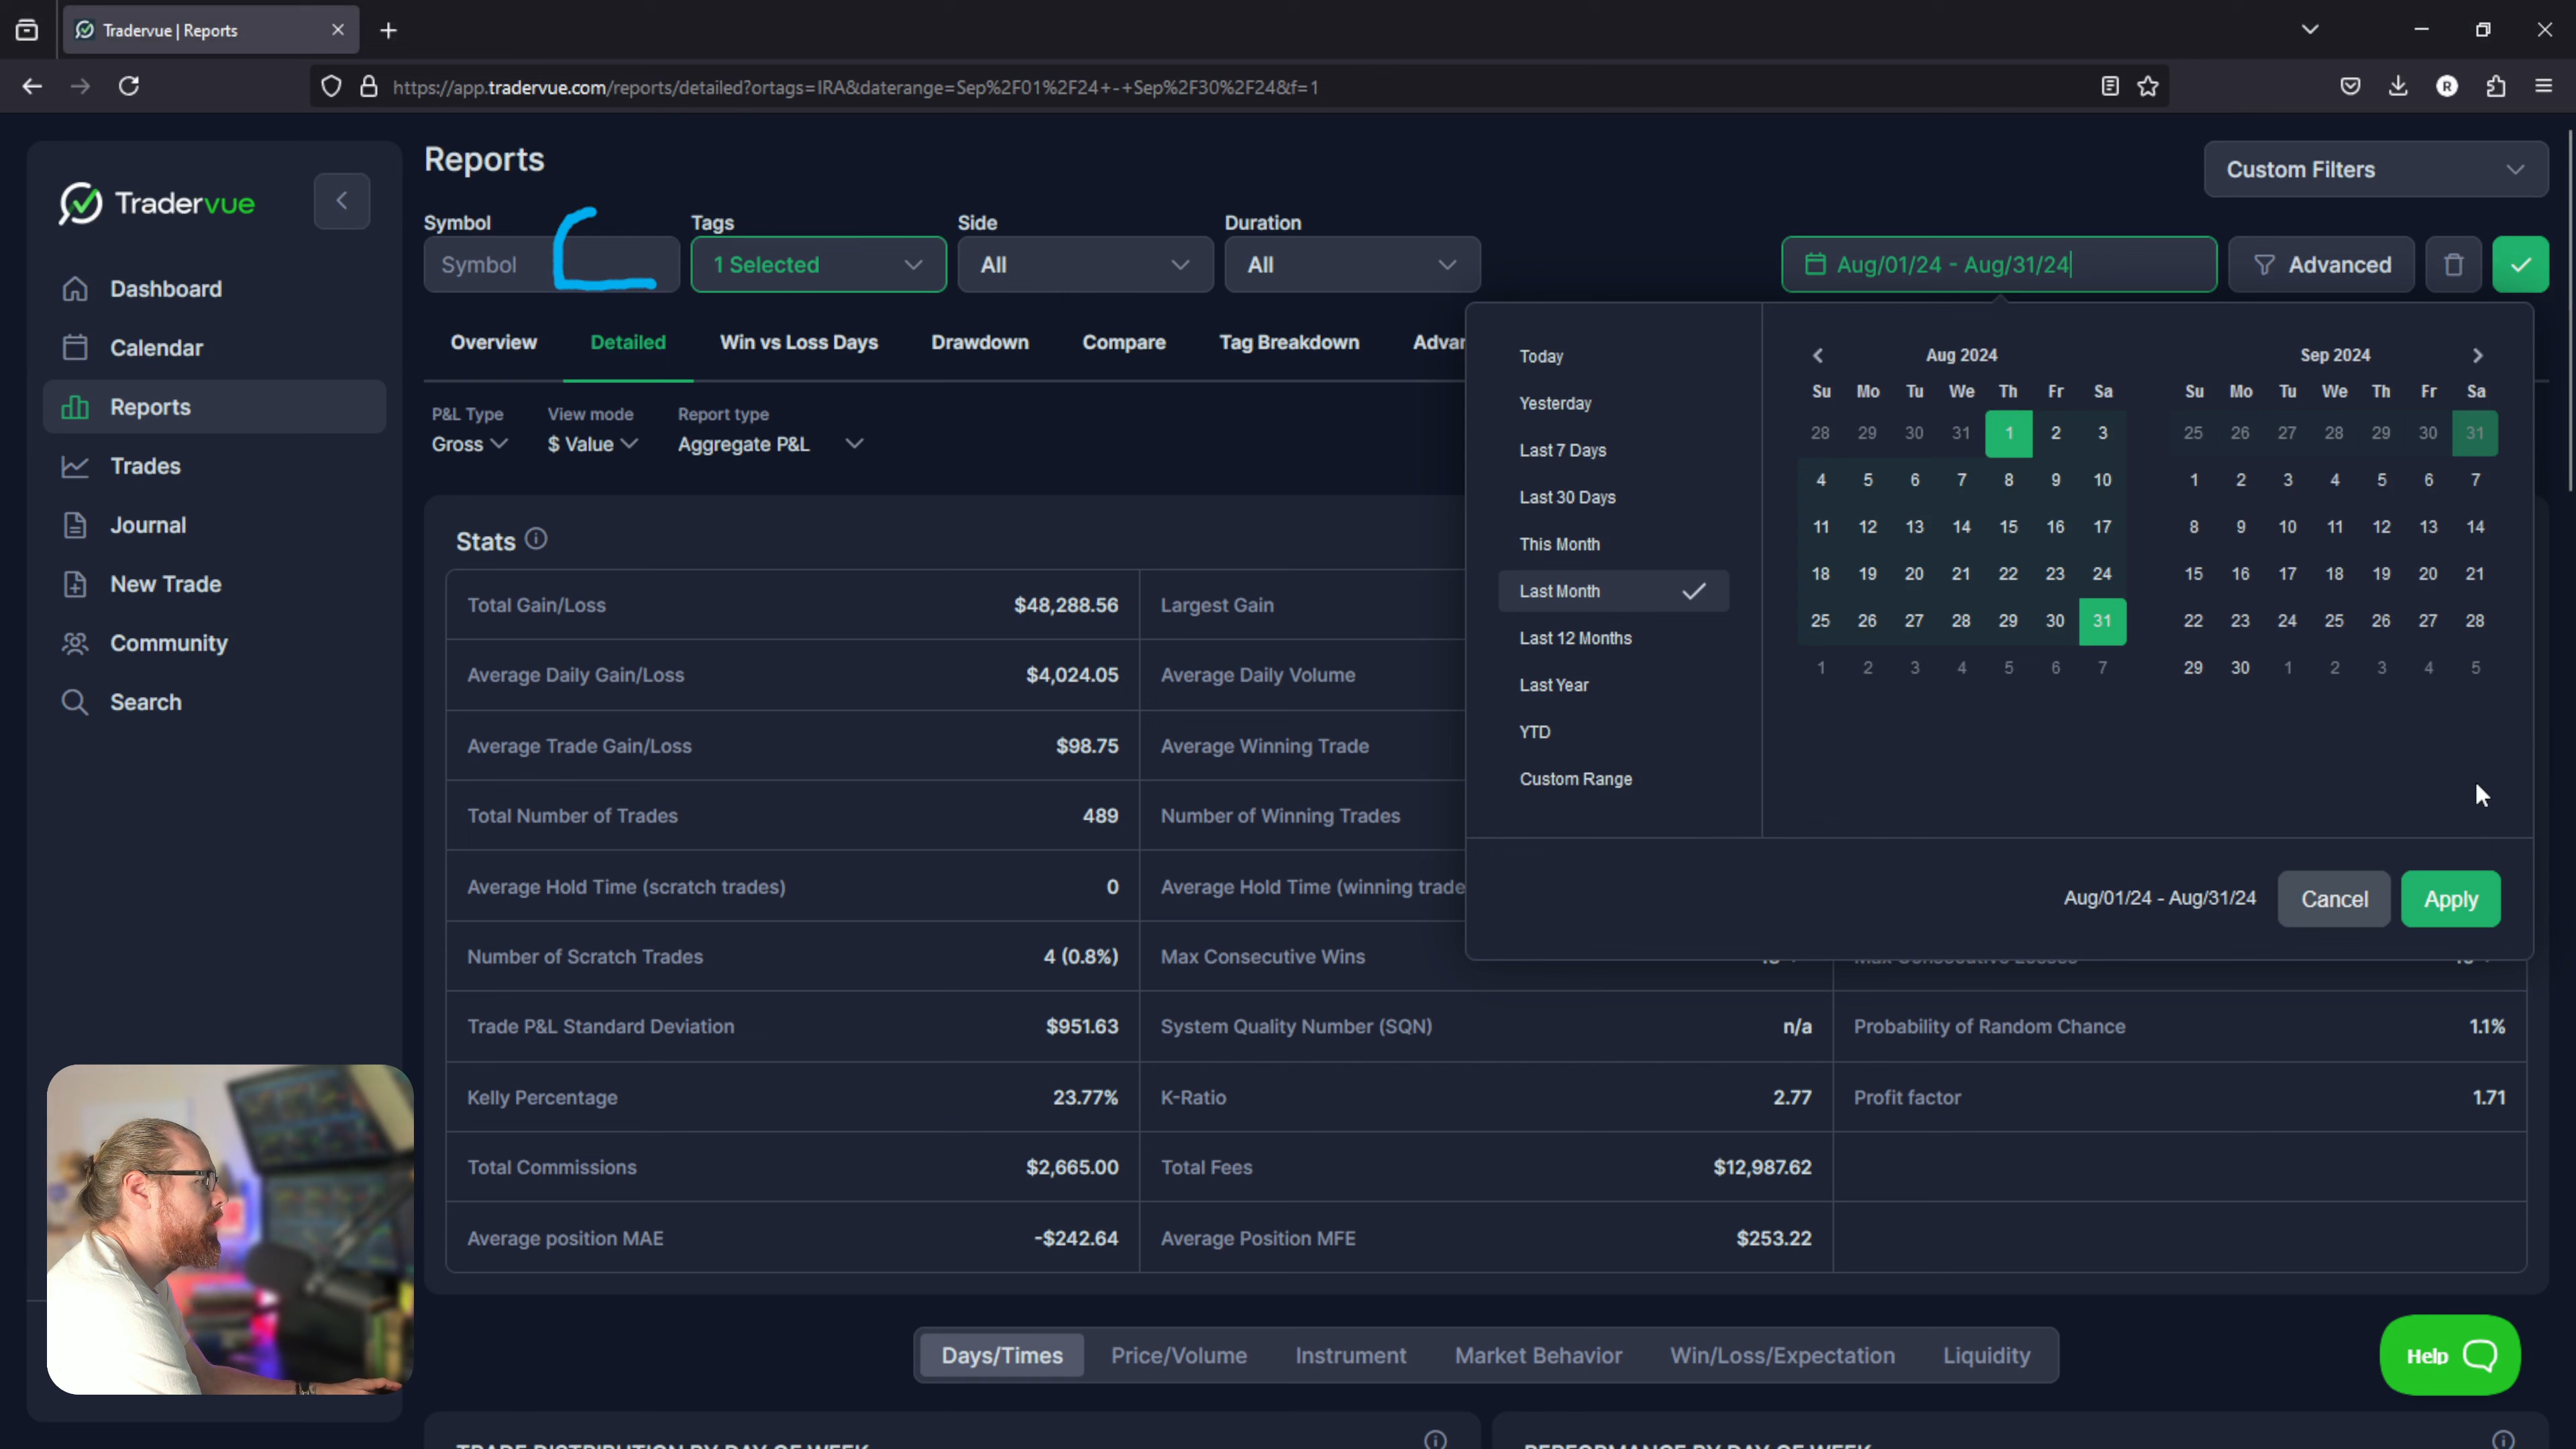 Tradervue | Reports
https://app.tradervue.com/reports/detailed?ortags=IRA&daterange=Sep%2F01%2F24+-+Sep%2F30%2F24&f=1
R
Tradervue
Dashboard
Calendar
Reports
Trades
Journal
New Trade
Community
Search
Reports
Custom Filters
Symbol Tags Side Duration
Symbol 1 Selected All All Aug/01/24 - Aug/31/24 Advanced
Overview Detailed Win vs Loss Days Drawdown Compare Tag Breakdown Advan
P&L Type View mode Report type
Gross $ Value Aggregate P&L
Today
Yesterday
Last 7 Days
Last 30 Days
This Month
Last Month
Last 12 Months
Last Year
YTD
Custom Range
Aug 2024
Su Mo Tu We Th Fr Sa
28 29 30 31 1 2 3
4 5 6 7 8 9 10
11 12 13 14 15 16 17
18 19 20 21 22 23 24
25 26 27 28 29 30 31
1 2 3 4 5 6 7
Sep 2024
Su Mo Tu We Th Fr Sa
25 26 27 28 29 30 31
1 2 3 4 5 6 7
8 9 10 11 12 13 14
15 16 17 18 19 20 21
22 23 24 25 26 27 28
29 30 1 2 3 4 5
Aug/01/24 - Aug/31/24 Cancel Apply
Stats
Total Gain/Loss $48,288.56 Largest Gain
Average Daily Gain/Loss $4,024.05 Average Daily Volume
Average Trade Gain/Loss $98.75 Average Winning Trade
Total Number of Trades 489 Number of Winning Trades
Average Hold Time (scratch trades) 0 Average Hold Time (winning trade
Number of Scratch Trades 4 (0.8%) Max Consecutive Wins
Trade P&L Standard Deviation $951.63 System Quality Number (SQN) n/a Probability of Random Chance 1.1%
Kelly Percentage 23.77% K-Ratio 2.77 Profit factor 1.71
Total Commissions $2,665.00 Total Fees $12,987.62
Average position MAE -$242.64 Average Position MFE $253.22
Days/Times Price/Volume Instrument Market Behavior Win/Loss/Expectation Liquidity
Help
TRADE DISTRIBUTION BY DAY OF WEEK PERFORMANCE BY DAY OF WEEK